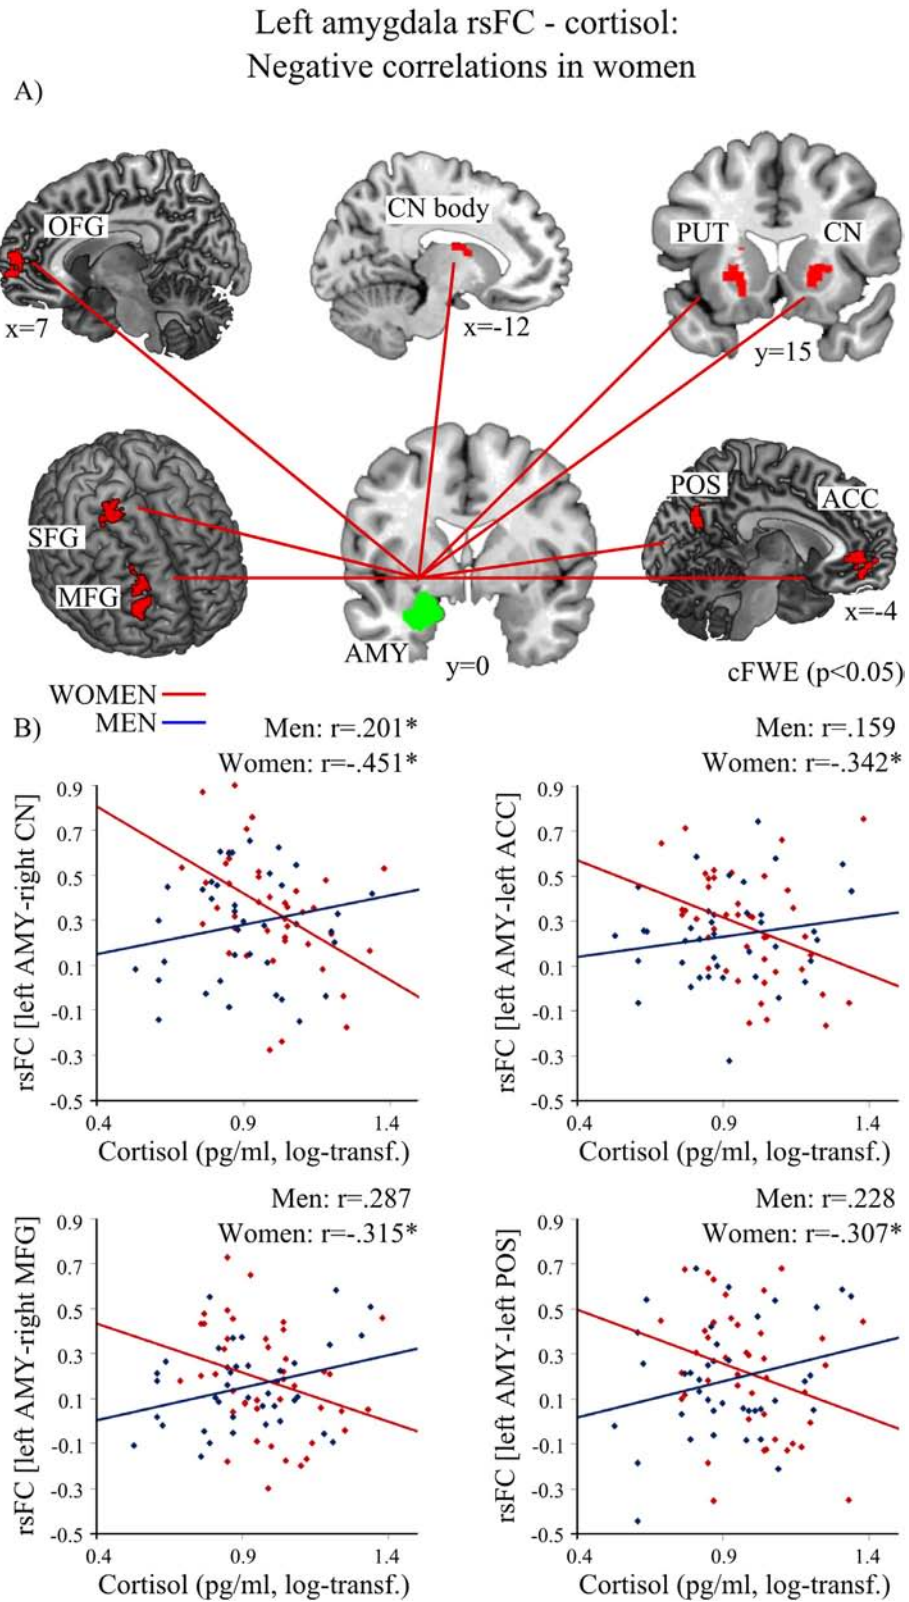 Left amygdala rsFC - cortisol:
Negative correlations in women
A)
OFG
x=7
CN body
x=-12
PUT
CN
y=15
SFG
MFG
AMY
y=0
POS
ACC
x=-4
cFWE (p<0.05)
WOMEN
MEN
B)
Men: r=.201*
Women: r=-.451*
rsFC [left AMY-right CN]
0.9
0.7
0.5
0.3
0.1
-0.1
-0.3
-0.5
0.4
0.9
1.4
Cortisol (pg/ml, log-transf.)
Men: r=.159
Women: r=-.342*
rsFC [left AMY-left ACC]
0.9
0.7
0.5
0.3
0.1
-0.1
-0.3
-0.5
0.4
0.9
1.4
Cortisol (pg/ml, log-transf.)
Men: r=.287
Women: r=-.315*
rsFC [left AMY-right MFG]
0.9
0.7
0.5
0.3
0.1
-0.1
-0.3
-0.5
0.4
0.9
1.4
Cortisol (pg/ml, log-transf.)
Men: r=.228
Women: r=-.307*
rsFC [left AMY-left POS]
0.9
0.7
0.5
0.3
0.1
-0.1
-0.3
-0.5
0.4
0.9
1.4
Cortisol (pg/ml, log-transf.)